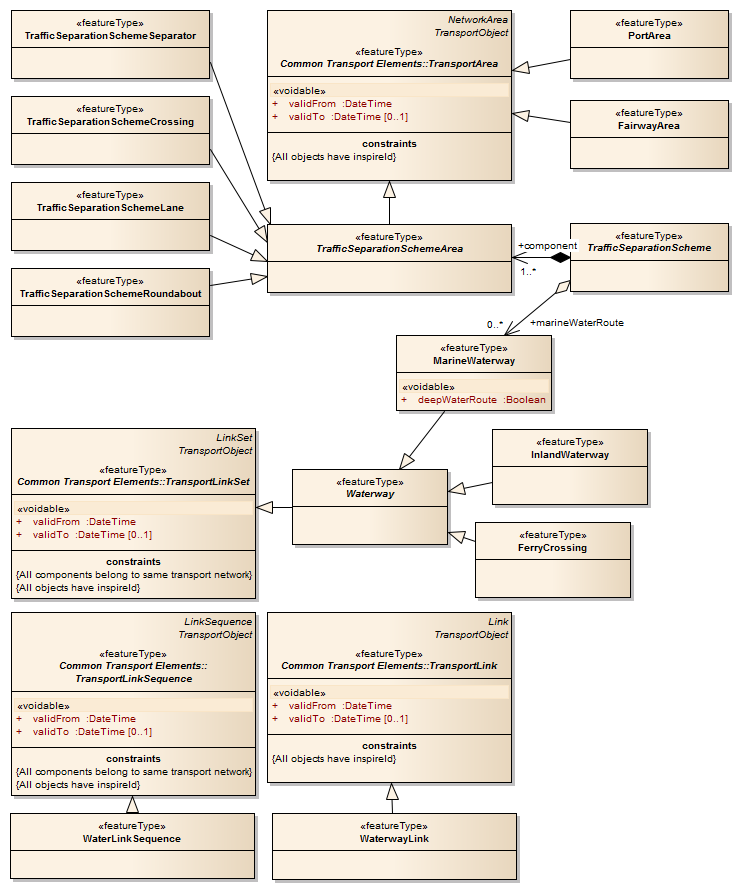 «featureType»
TrafficSeparationSchemeSeparator
NetworkArea
TransportObject
«featureType»
Common Transport Elements::TransportArea
«voidable»
+ validFrom :DateTime
+ validTo :DateTime [0..1]
constraints
{All objects have inspireId}
«featureType»
PortArea
«featureType»
TrafficSeparationSchemeCrossing
«featureType»
FairwayArea
«featureType»
TrafficSeparationSchemeLane
«featureType»
TrafficSeparationSchemeArea
«featureType»
TrafficSeparationScheme
+component
1..*
«featureType»
TrafficSeparationSchemeRoundabout
0..*
+marineWaterRoute
«featureType»
MarineWaterway
«voidable»
+ deepWaterRoute :Boolean
LinkSet
TransportObject
«featureType»
Common Transport Elements::TransportLinkSet
«voidable»
+ validFrom :DateTime
+ validTo :DateTime [0..1]
constraints
{All components belong to same transport network}
{All objects have inspireId}
«featureType»
Waterway
«featureType»
InlandWaterway
«featureType»
FerryCrossing
LinkSequence
TransportObject
«featureType»
Common Transport Elements::
TransportLinkSequence
«voidable»
+ validFrom :DateTime
+ validTo :DateTime [0..1]
constraints
{All components belong to same transport network}
{All objects have inspireId}
Link
TransportObject
«featureType»
Common Transport Elements::TransportLink
«voidable»
+ validFrom :DateTime
+ validTo :DateTime [0..1]
constraints
{All objects have inspireId}
«featureType»
WaterLinkSequence
«featureType»
WaterwayLink